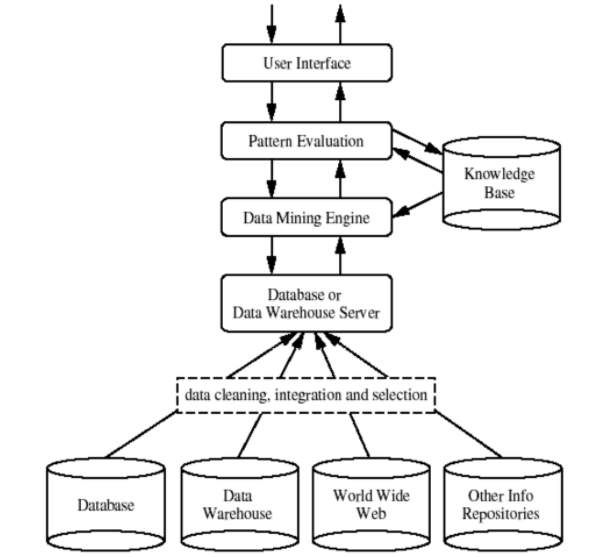 User Interface
Pattern Evaluation
Knowledge
Base
Data Mining Engine
Database or
Data Warehouse Server
data cleaning, integration and selection
Database
Data
Warehouse
World Wide
Web
Other Info
Repositories